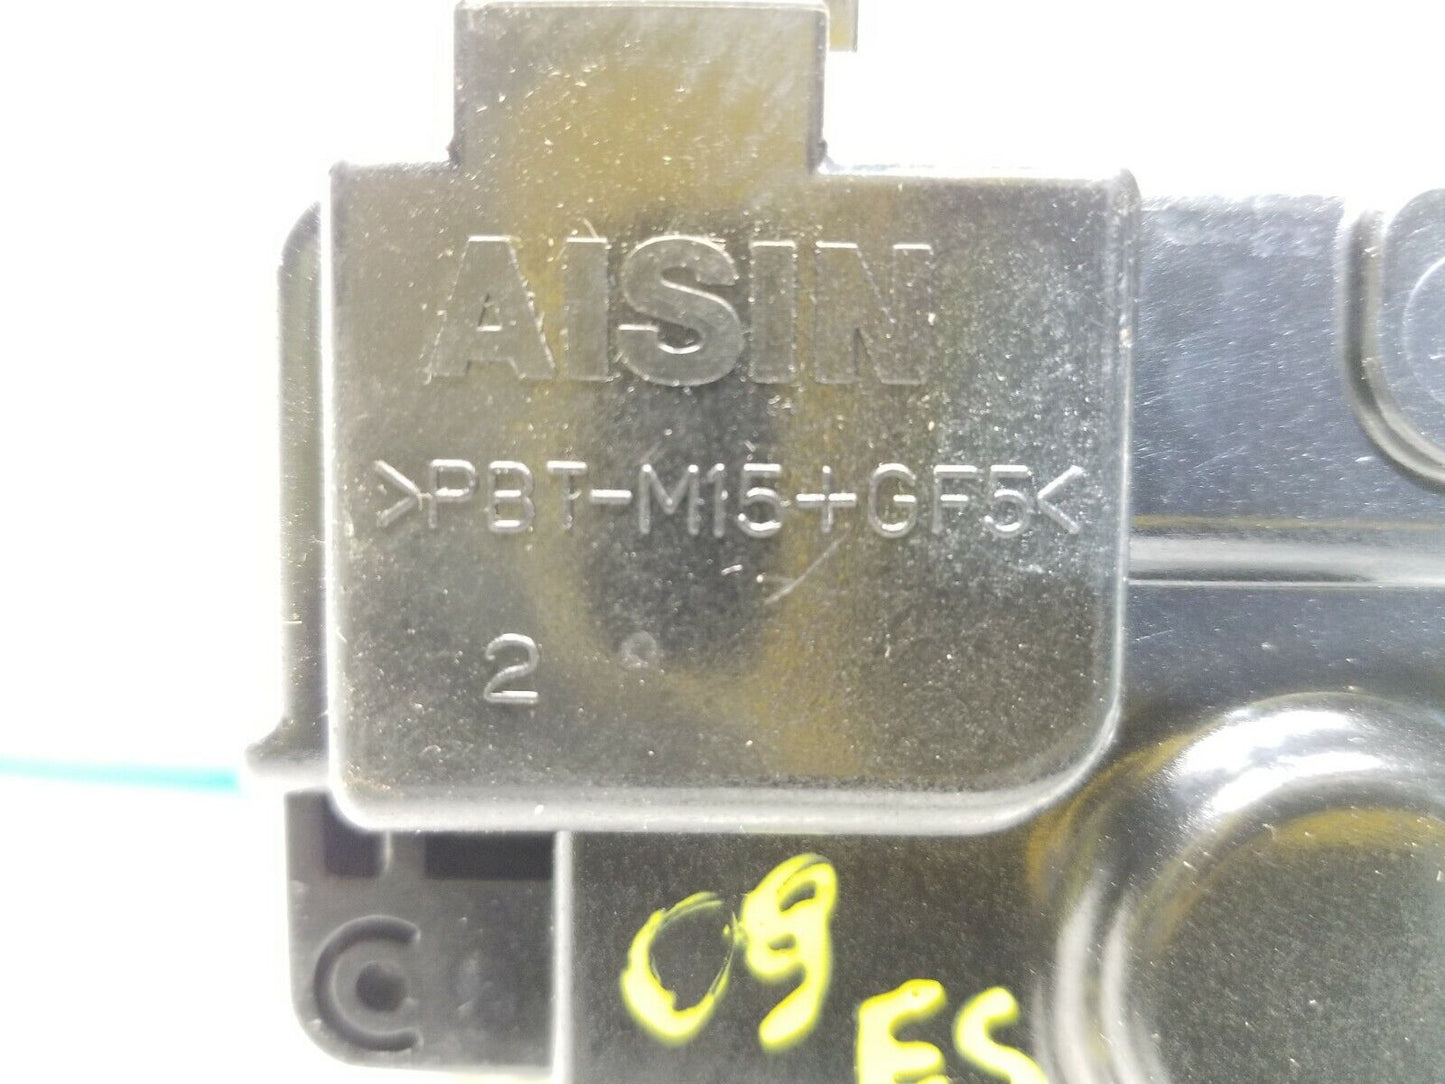 AISIN
>PBT-M15+GF5<
2
09
ES